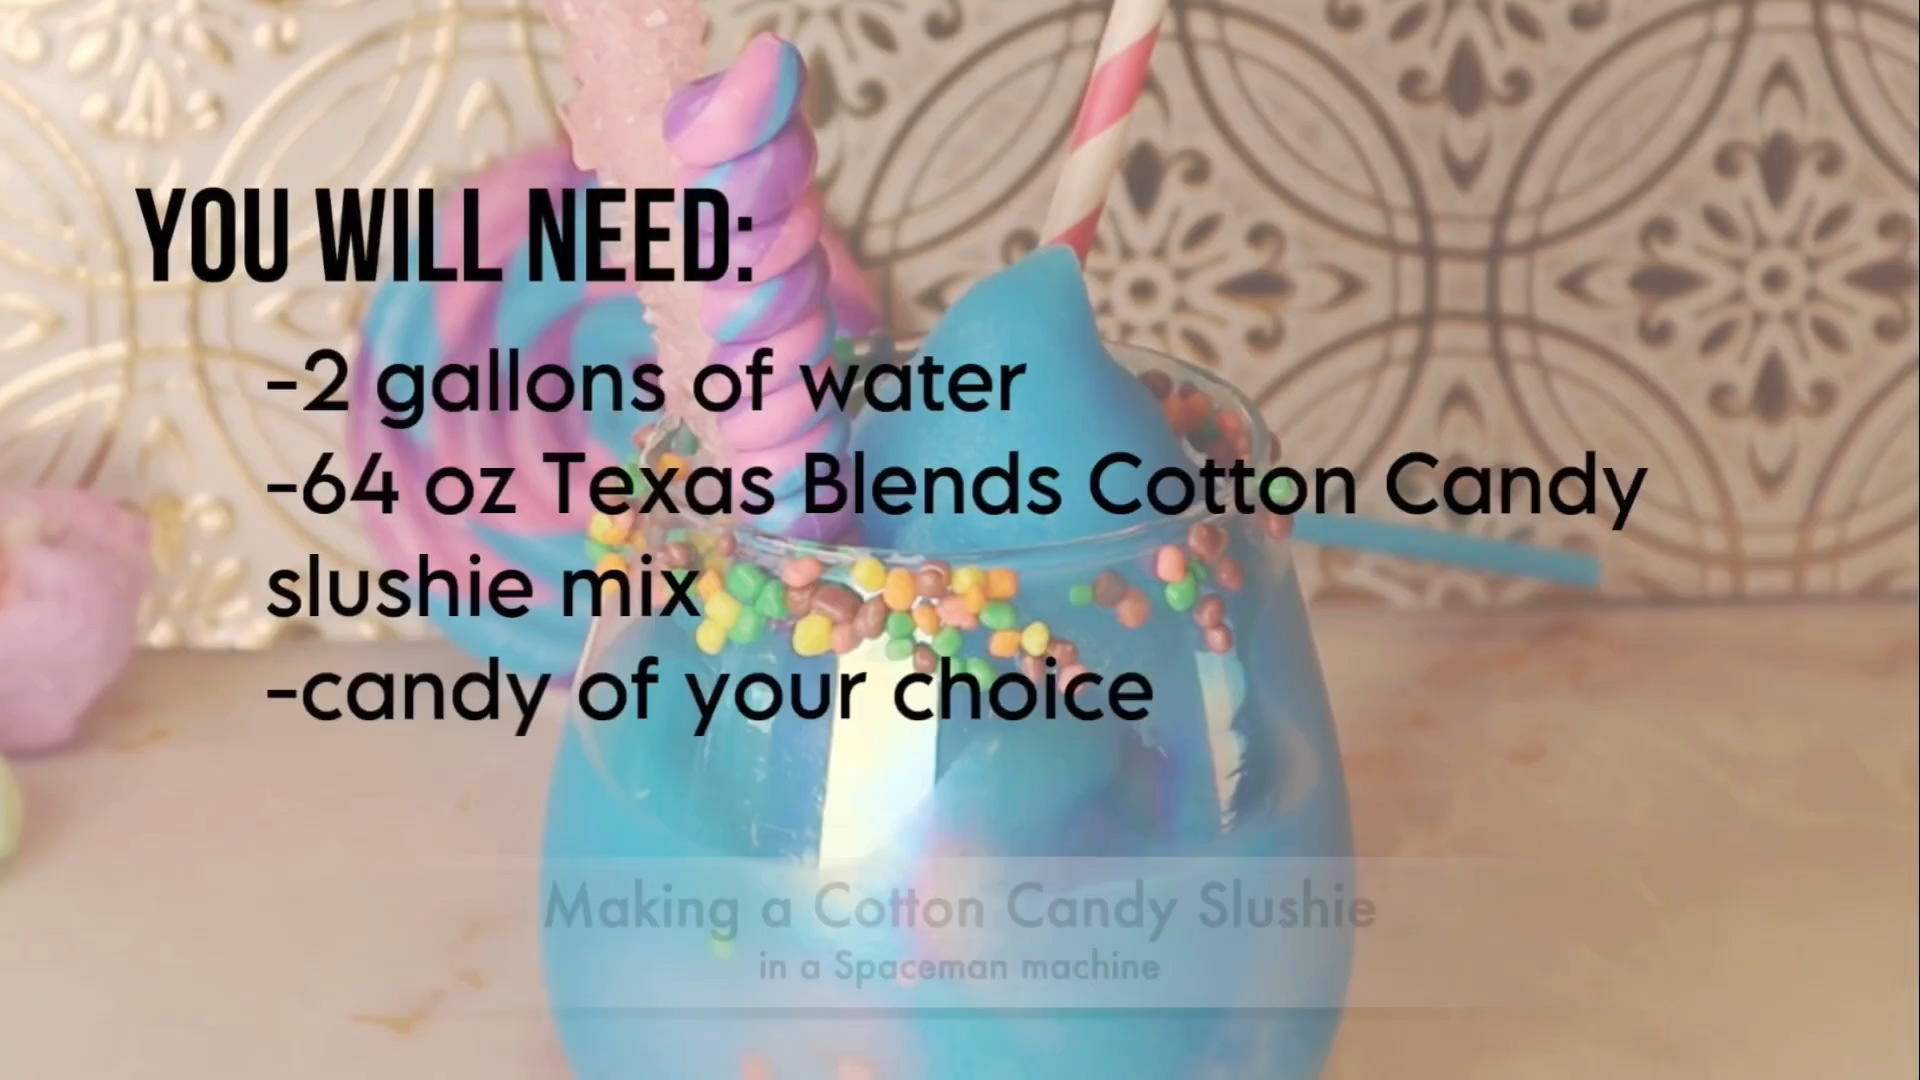 YOU WILL NEED:
-2 gallons of water
-64 oz Texas Blends Cotton Candy
slushie mix
-candy of your choice
Making a Cotton Candy Slushie
in a Spaceman machine